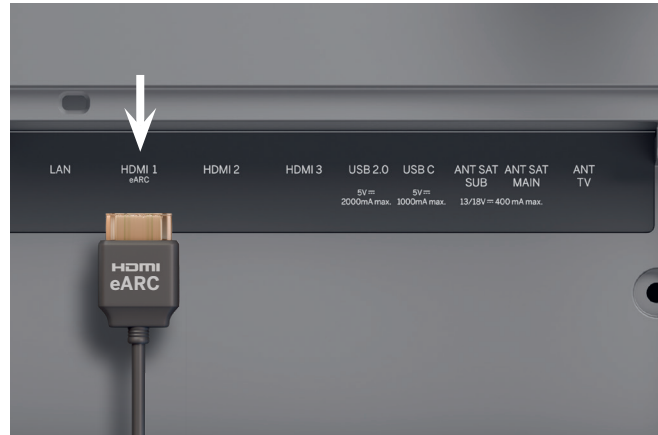 LAN
HDMI 1
eARC
HDMI 2
HDMI 3
USB 2.0
5V⎓
2000mA max.
USB C
5V⎓
1000mA max.
ANT SAT
SUB
ANT SAT
MAIN
13/18V⎓400 mA max.
ANT
TV
HDMI
eARC